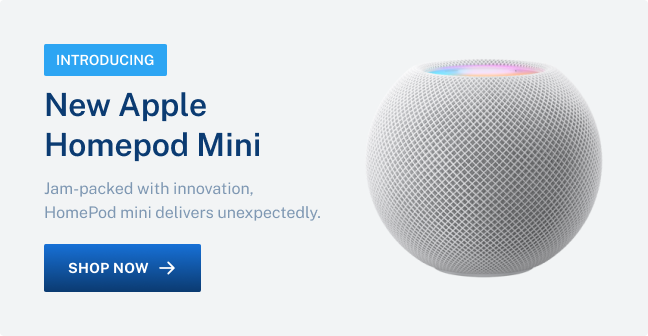 INTRODUCING
New Apple
Homepod Mini
Jam-packed with innovation,
HomePod mini delivers unexpectedly.
SHOP NOW →